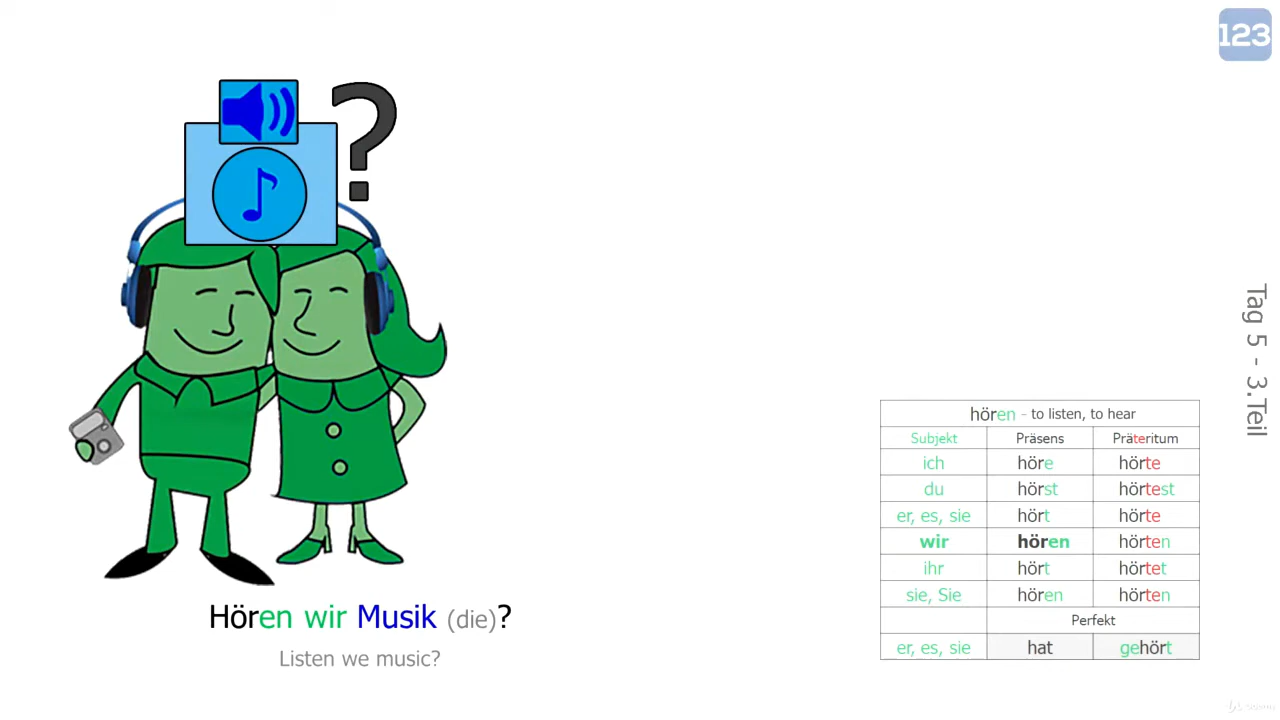 123
?
Tag 5 - 3.Teil
hören - to listen, to hear
Subjekt Präsens Präteritum
ich höre hörte
du hörst hörtest
er, es, sie hört hörte
wir hören hörten
ihr hört hörtet
sie, Sie hören hörten
Perfekt
er, es, sie hat gehört
Hören wir Musik (die)?
Listen we music?